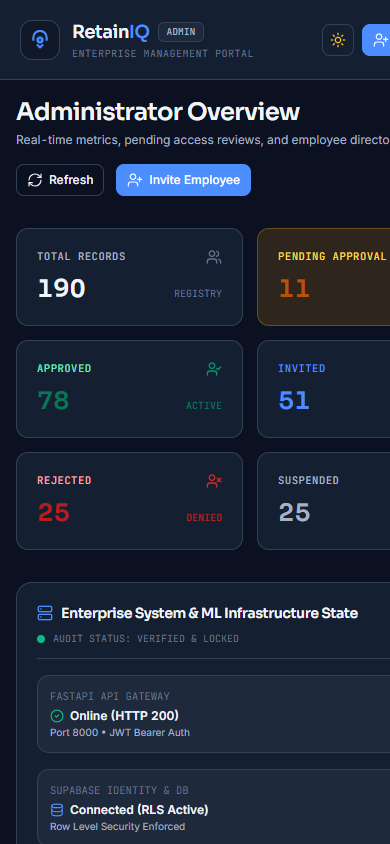 RetainIQ ADMIN
ENTERPRISE MANAGEMENT PORTAL
Administrator Overview
Real-time metrics, pending access reviews, and employee directo
Refresh
Invite Employee
TOTAL RECORDS
190
REGISTRY
PENDING APPROVAL
11
APPROVED
78
ACTIVE
INVITED
51
REJECTED
25
DENIED
SUSPENDED
25
Enterprise System & ML Infrastructure State
AUDIT STATUS: VERIFIED & LOCKED
FASTAPI API GATEWAY
Online (HTTP 200)
Port 8000 • JWT Bearer Auth
SUPABASE IDENTITY & DB
Connected (RLS Active)
Row Level Security Enforced